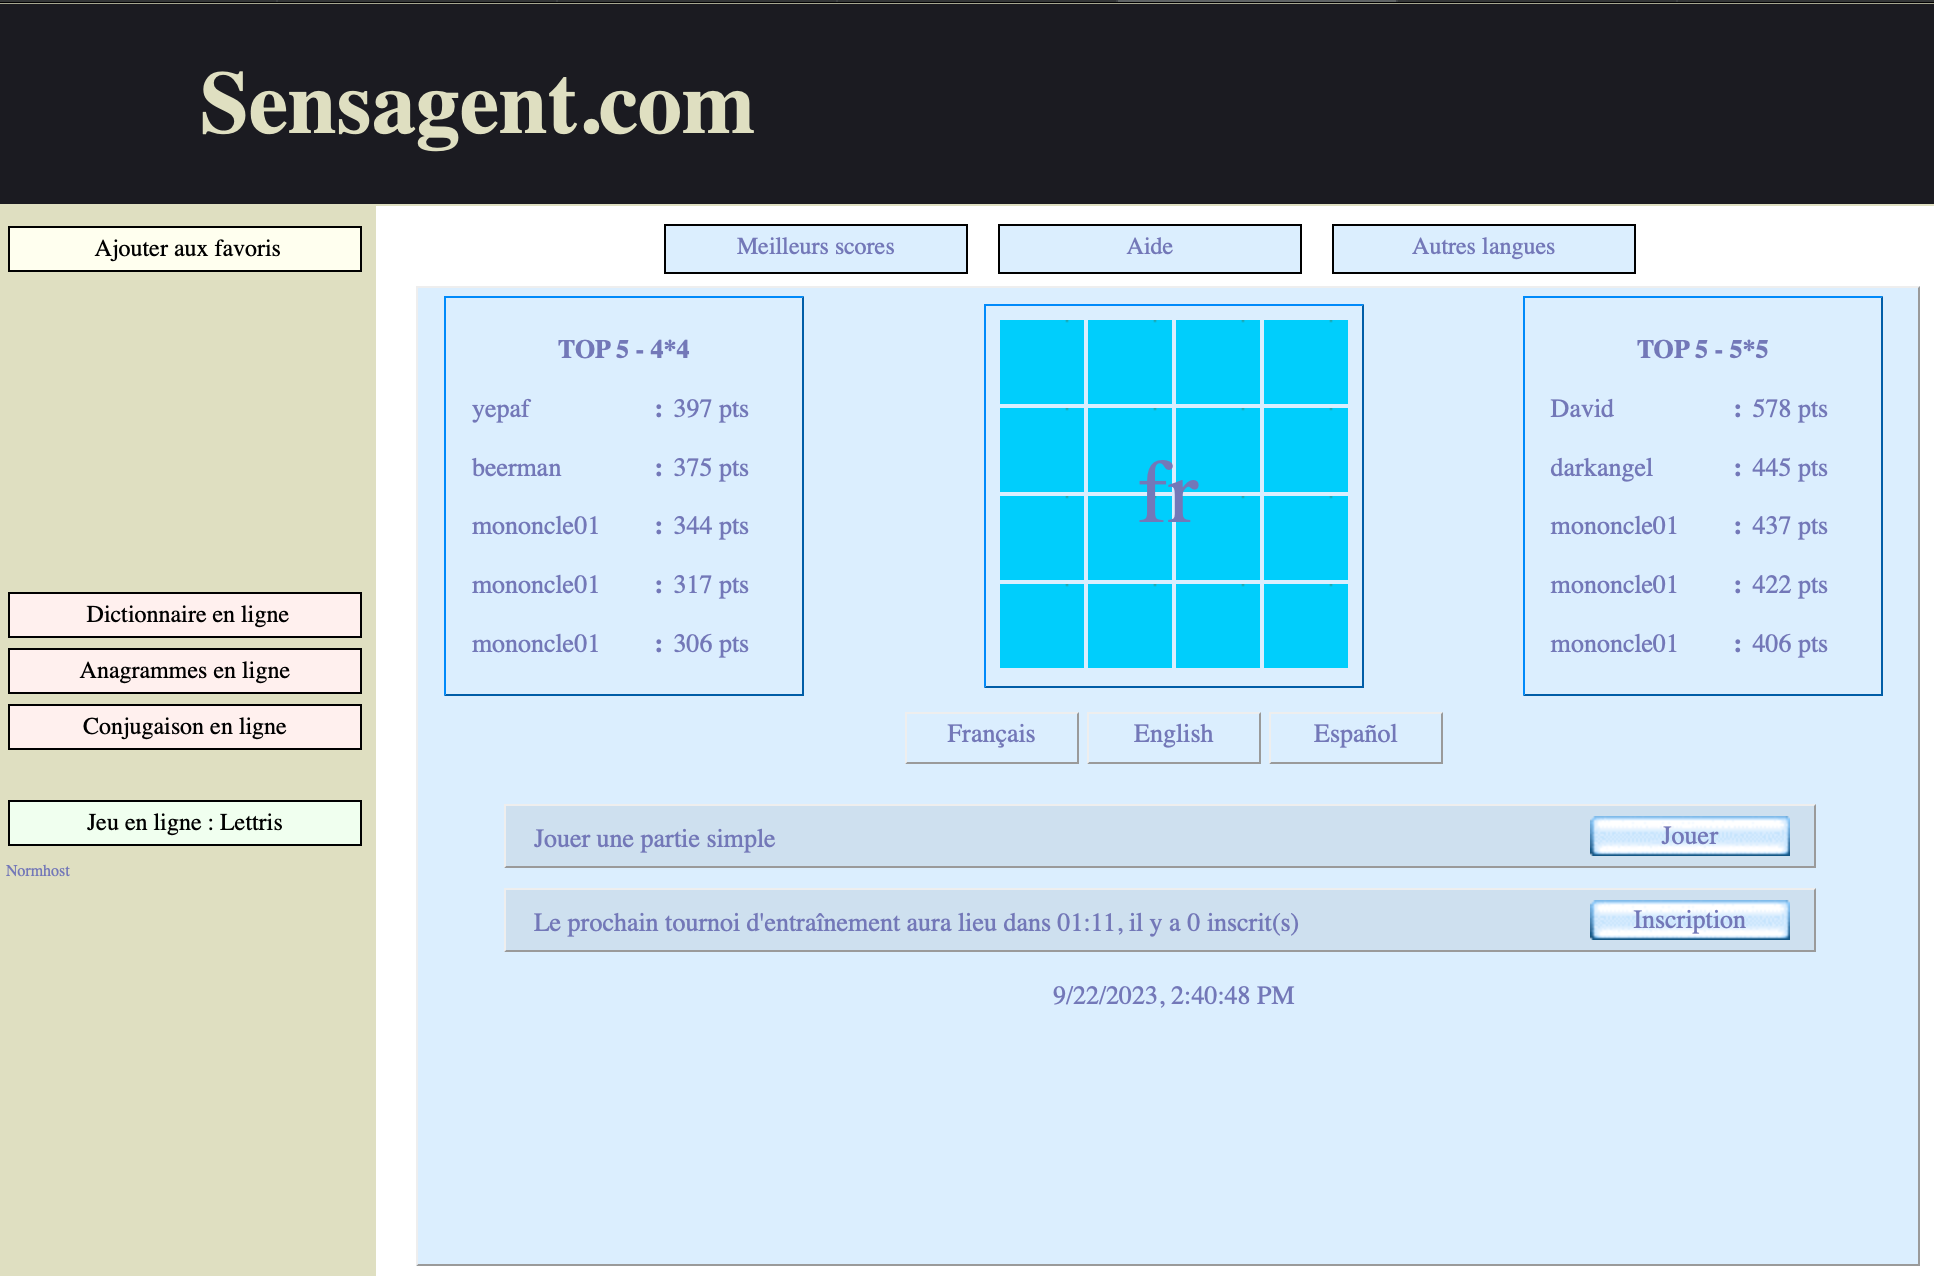 Sensagent.com
Ajouter aux favoris
Dictionnaire en ligne
Anagrammes en ligne
Conjugaison en ligne
Jeu en ligne : Lettris
Normhost
Meilleurs scores
Aide
Autres langues
TOP 5 - 4*4
yepaf : 397 pts
beerman : 375 pts
mononcle01 : 344 pts
mononcle01 : 317 pts
mononcle01 : 306 pts
fr
TOP 5 - 5*5
David : 578 pts
darkangel : 445 pts
mononcle01 : 437 pts
mononcle01 : 422 pts
mononcle01 : 406 pts
Français
English
Español
Jouer une partie simple
Jouer
Le prochain tournoi d'entraînement aura lieu dans 01:11, il y a 0 inscrit(s)
Inscription
9/22/2023, 2:40:48 PM